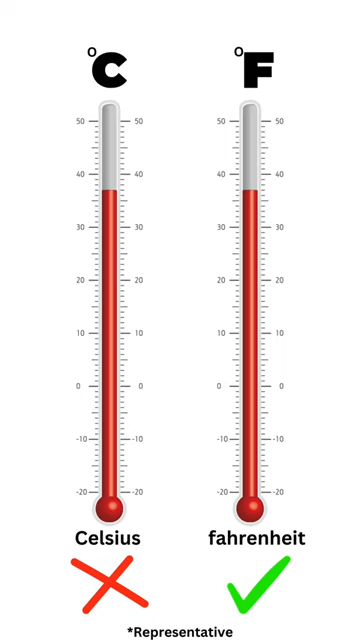 °C °F
50 50 50 50
40 40 40 40
30 30 30 30
20 20 20 20
10 10 10 10
0 0 0 0
-10 -10 -10 -10
-20 -20 -20 -20
Celsius fahrenheit
*Representative